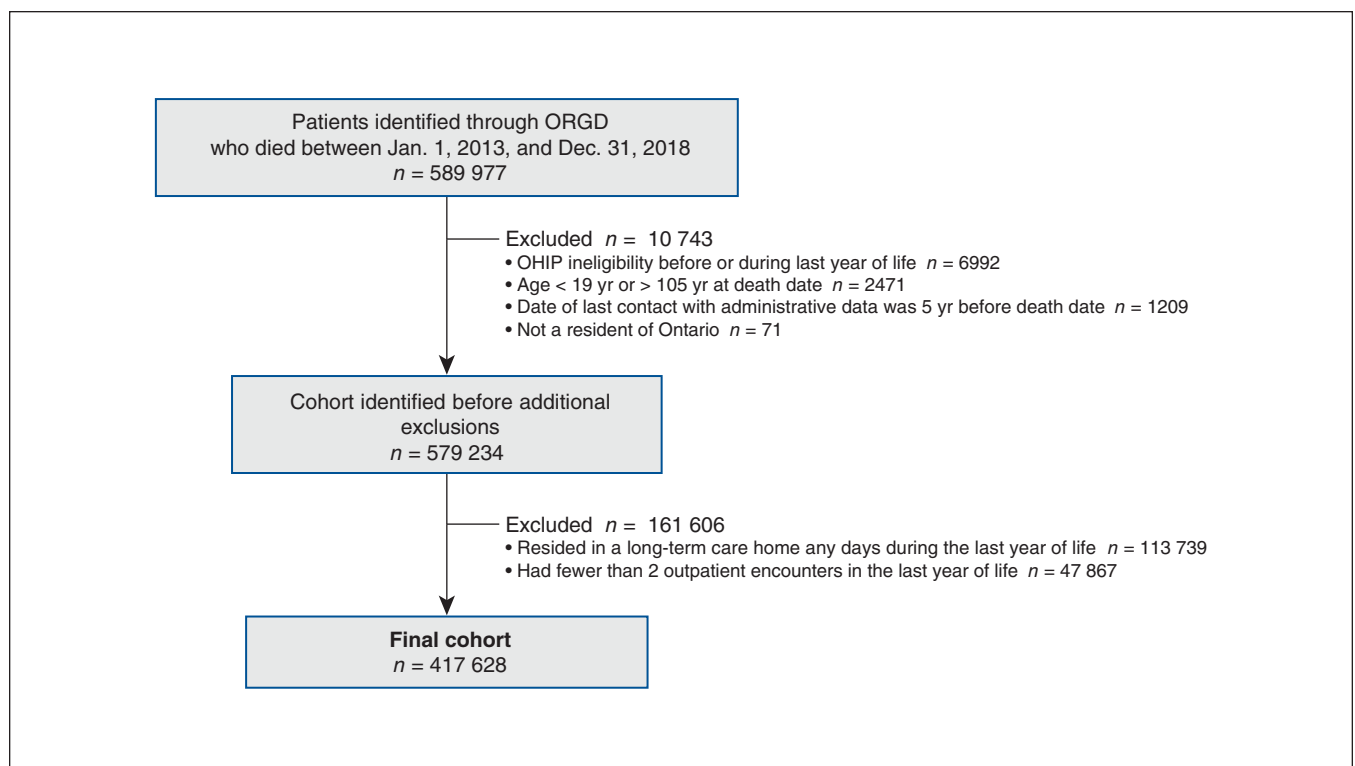 Patients identified through ORGD
who died between Jan. 1, 2013, and Dec. 31, 2018
n = 589 977
Excluded n = 10 743
• OHIP ineligibility before or during last year of life n = 6992
• Age < 19 yr or > 105 yr at death date n = 2471
• Date of last contact with administrative data was 5 yr before death date n = 1209
• Not a resident of Ontario n = 71
Cohort identified before additional
exclusions
n = 579 234
Excluded n = 161 606
• Resided in a long-term care home any days during the last year of life n = 113 739
• Had fewer than 2 outpatient encounters in the last year of life n = 47 867
Final cohort
n = 417 628